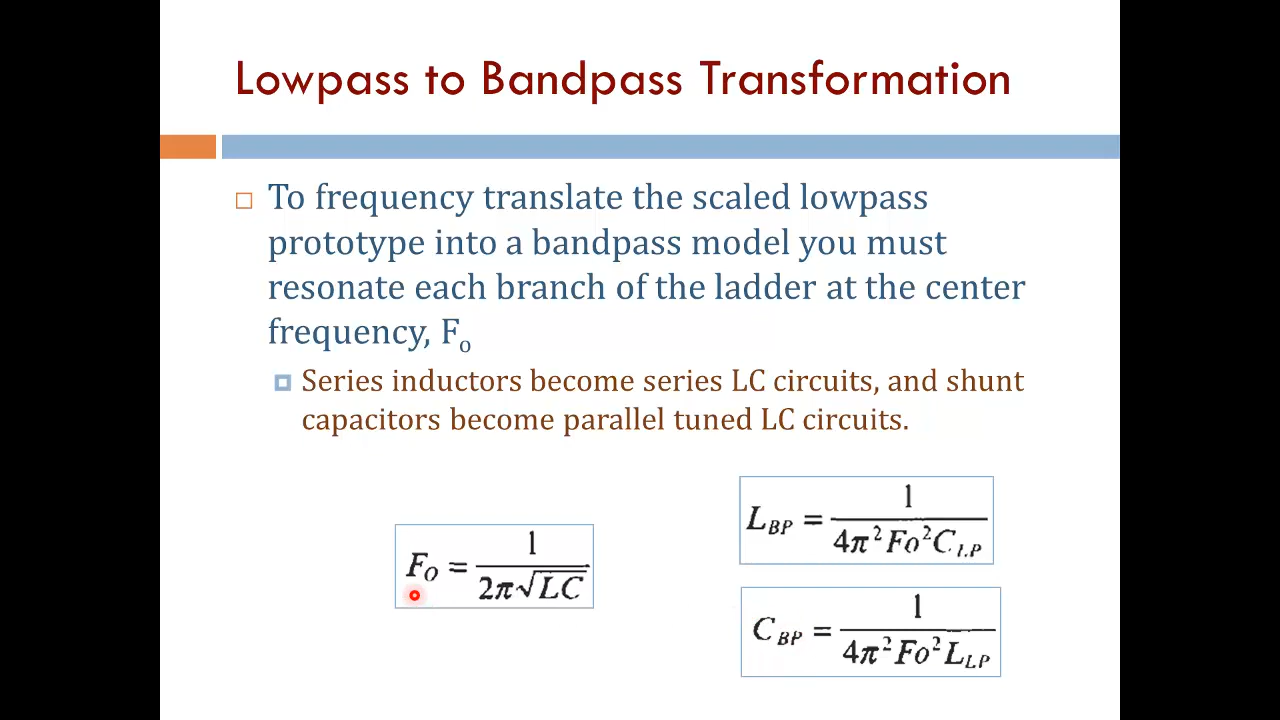 Lowpass to Bandpass Transformation
To frequency translate the scaled lowpass
prototype into a bandpass model you must
resonate each branch of the ladder at the center
frequency, Fₒ
Series inductors become series LC circuits, and shunt
capacitors become parallel tuned LC circuits.
F_O = 1 / (2π√LC)
L_BP = 1 / (4π² Fo² C_LP)
C_BP = 1 / (4π² Fo² L_LP)